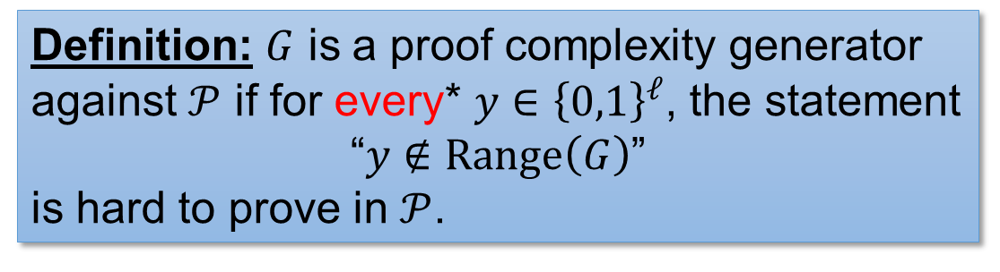 Definition: G is a proof complexity generator
against 𝒫 if for every* y ∈ {0,1}^ℓ, the statement
“y ∉ Range(G)”
is hard to prove in 𝒫.